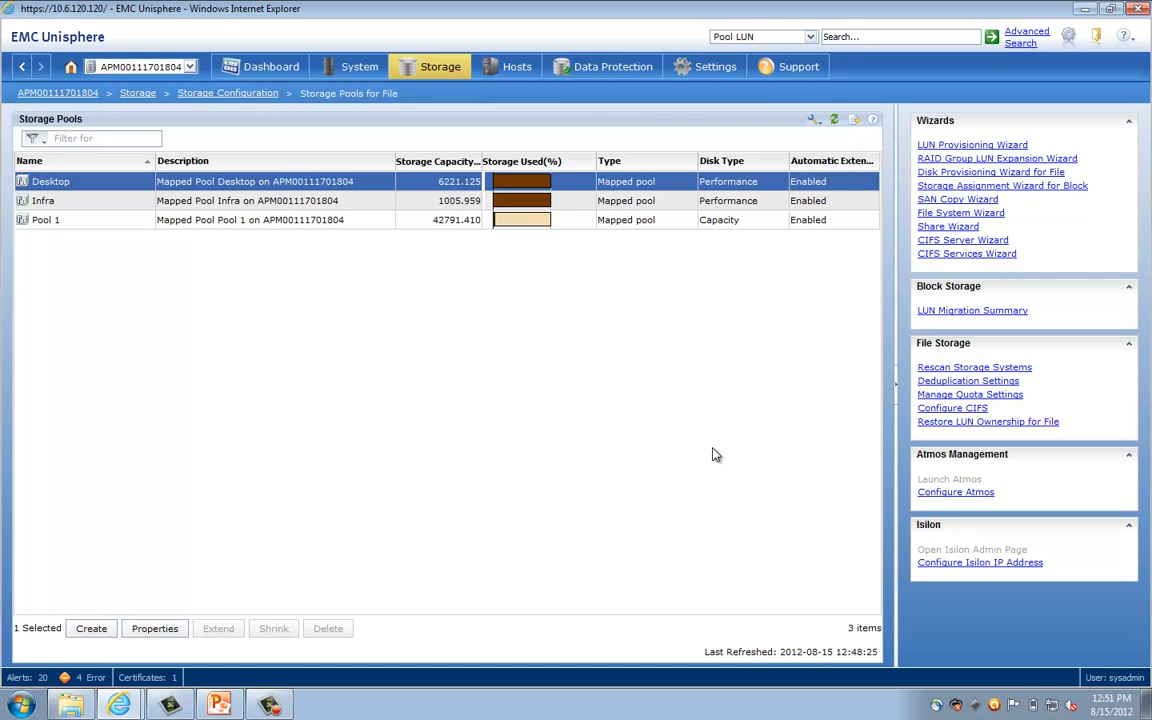 https://10.6.120.120/ - EMC Unisphere - Windows Internet Explorer
EMC Unisphere
Pool LUN
Search...
Advanced Search
APM00111701804
Dashboard
System
Storage
Hosts
Data Protection
Settings
Support
APM00111701804 > Storage > Storage Configuration > Storage Pools for File
Storage Pools
Filter for
Name Description Storage Capacity... Storage Used(%) Type Disk Type Automatic Exten...
Desktop Mapped Pool Desktop on APM00111701804 6221.125 Mapped pool Performance Enabled
Infra Mapped Pool Infra on APM00111701804 1005.959 Mapped pool Performance Enabled
Pool 1 Mapped Pool Pool 1 on APM00111701804 42791.410 Mapped pool Capacity Enabled
1 Selected Create Properties Extend Shrink Delete 3 items
Last Refreshed: 2012-08-15 12:48:25
Wizards
LUN Provisioning Wizard
RAID Group LUN Expansion Wizard
Disk Provisioning Wizard for File
Storage Assignment Wizard for Block
SAN Copy Wizard
File System Wizard
Share Wizard
CIFS Server Wizard
CIFS Services Wizard
Block Storage
LUN Migration Summary
File Storage
Rescan Storage Systems
Deduplication Settings
Manage Quota Settings
Configure CIFS
Restore LUN Ownership for File
Atmos Management
Launch Atmos
Configure Atmos
Isilon
Open Isilon Admin Page
Configure Isilon IP Address
Alerts: 20 4 Error Certificates: 1 User: sysadmin
12:51 PM
8/15/2012